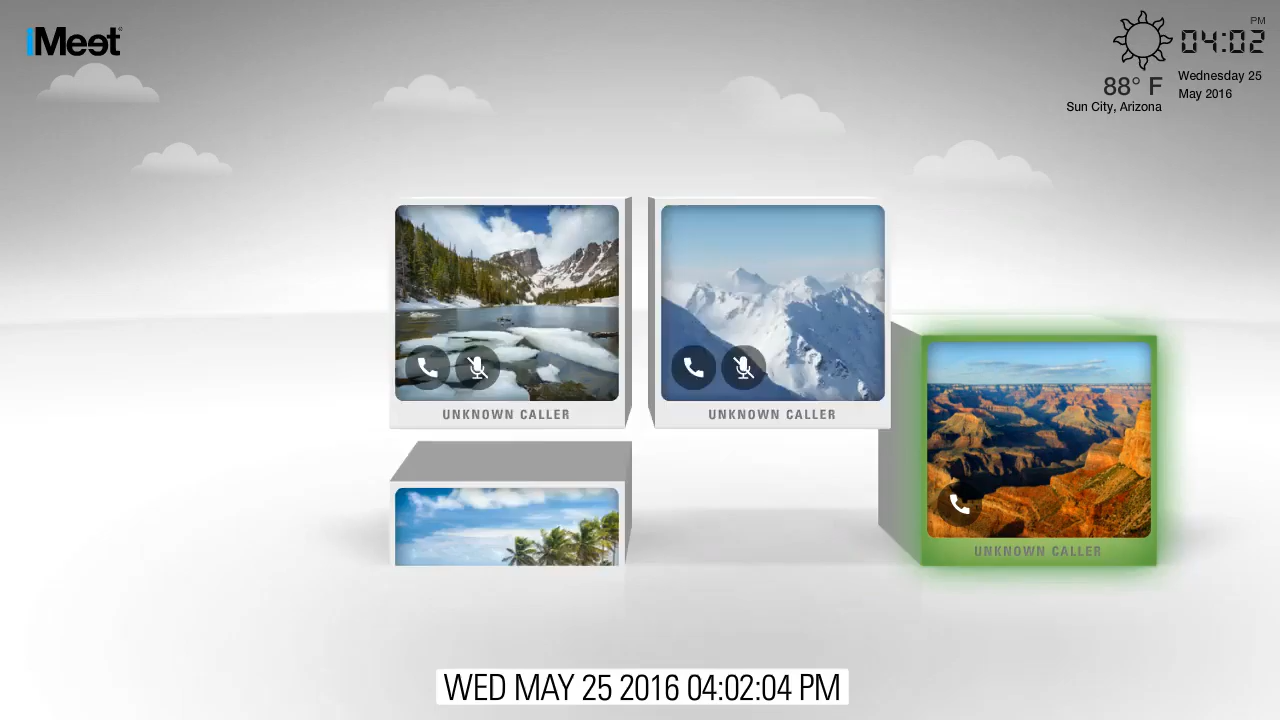 iMeet
PM
04:02
88° F
Wednesday 25
May 2016
Sun City, Arizona
UNKNOWN CALLER
UNKNOWN CALLER
UNKNOWN CALLER
WED MAY 25 2016 04:02:04 PM